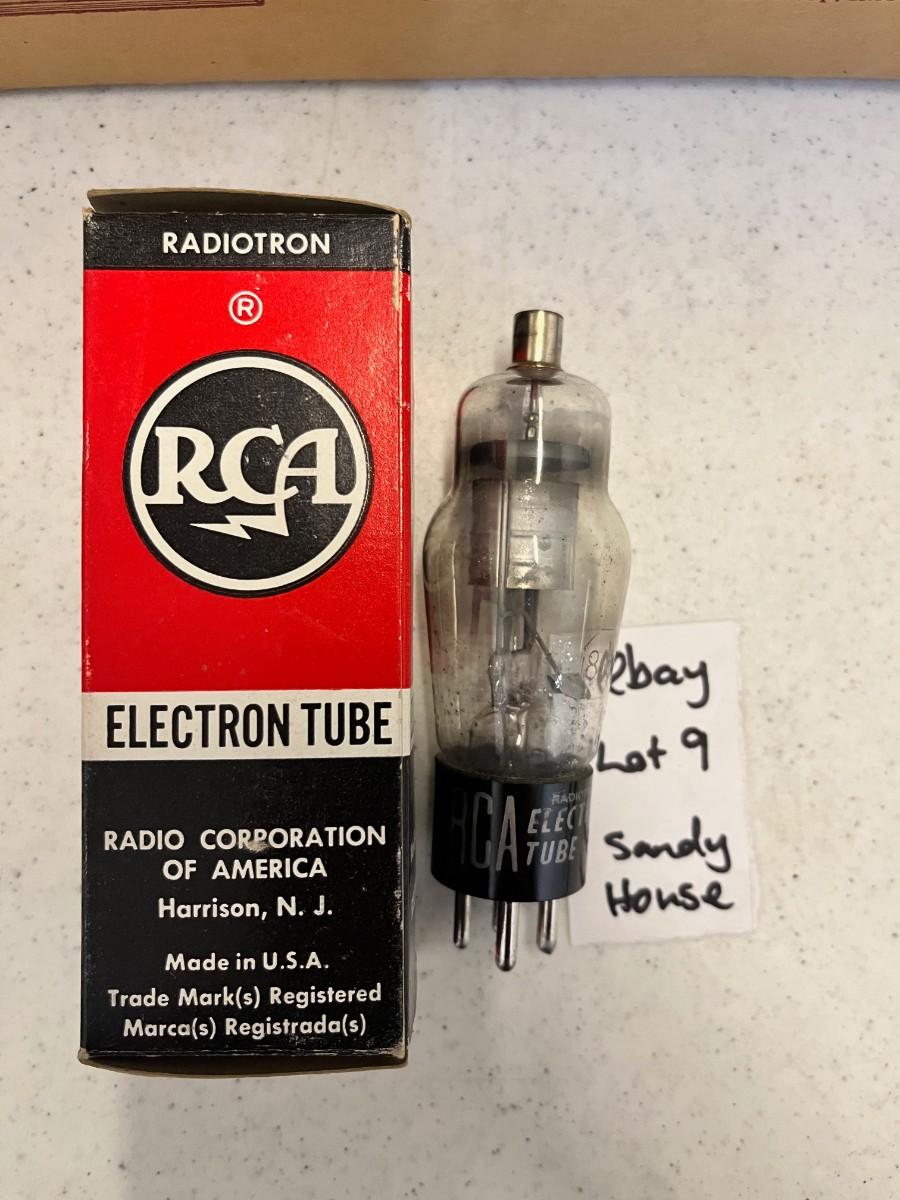 RADIOTRON
®
RCA
ELECTRON TUBE
RADIO CORPORATION
OF AMERICA
Harrison, N. J.
Made in U.S.A.
Trade Mark(s) Registered
Marca(s) Registrada(s)
RCA
TUBE
ebay
Lot 9
Sandy
House